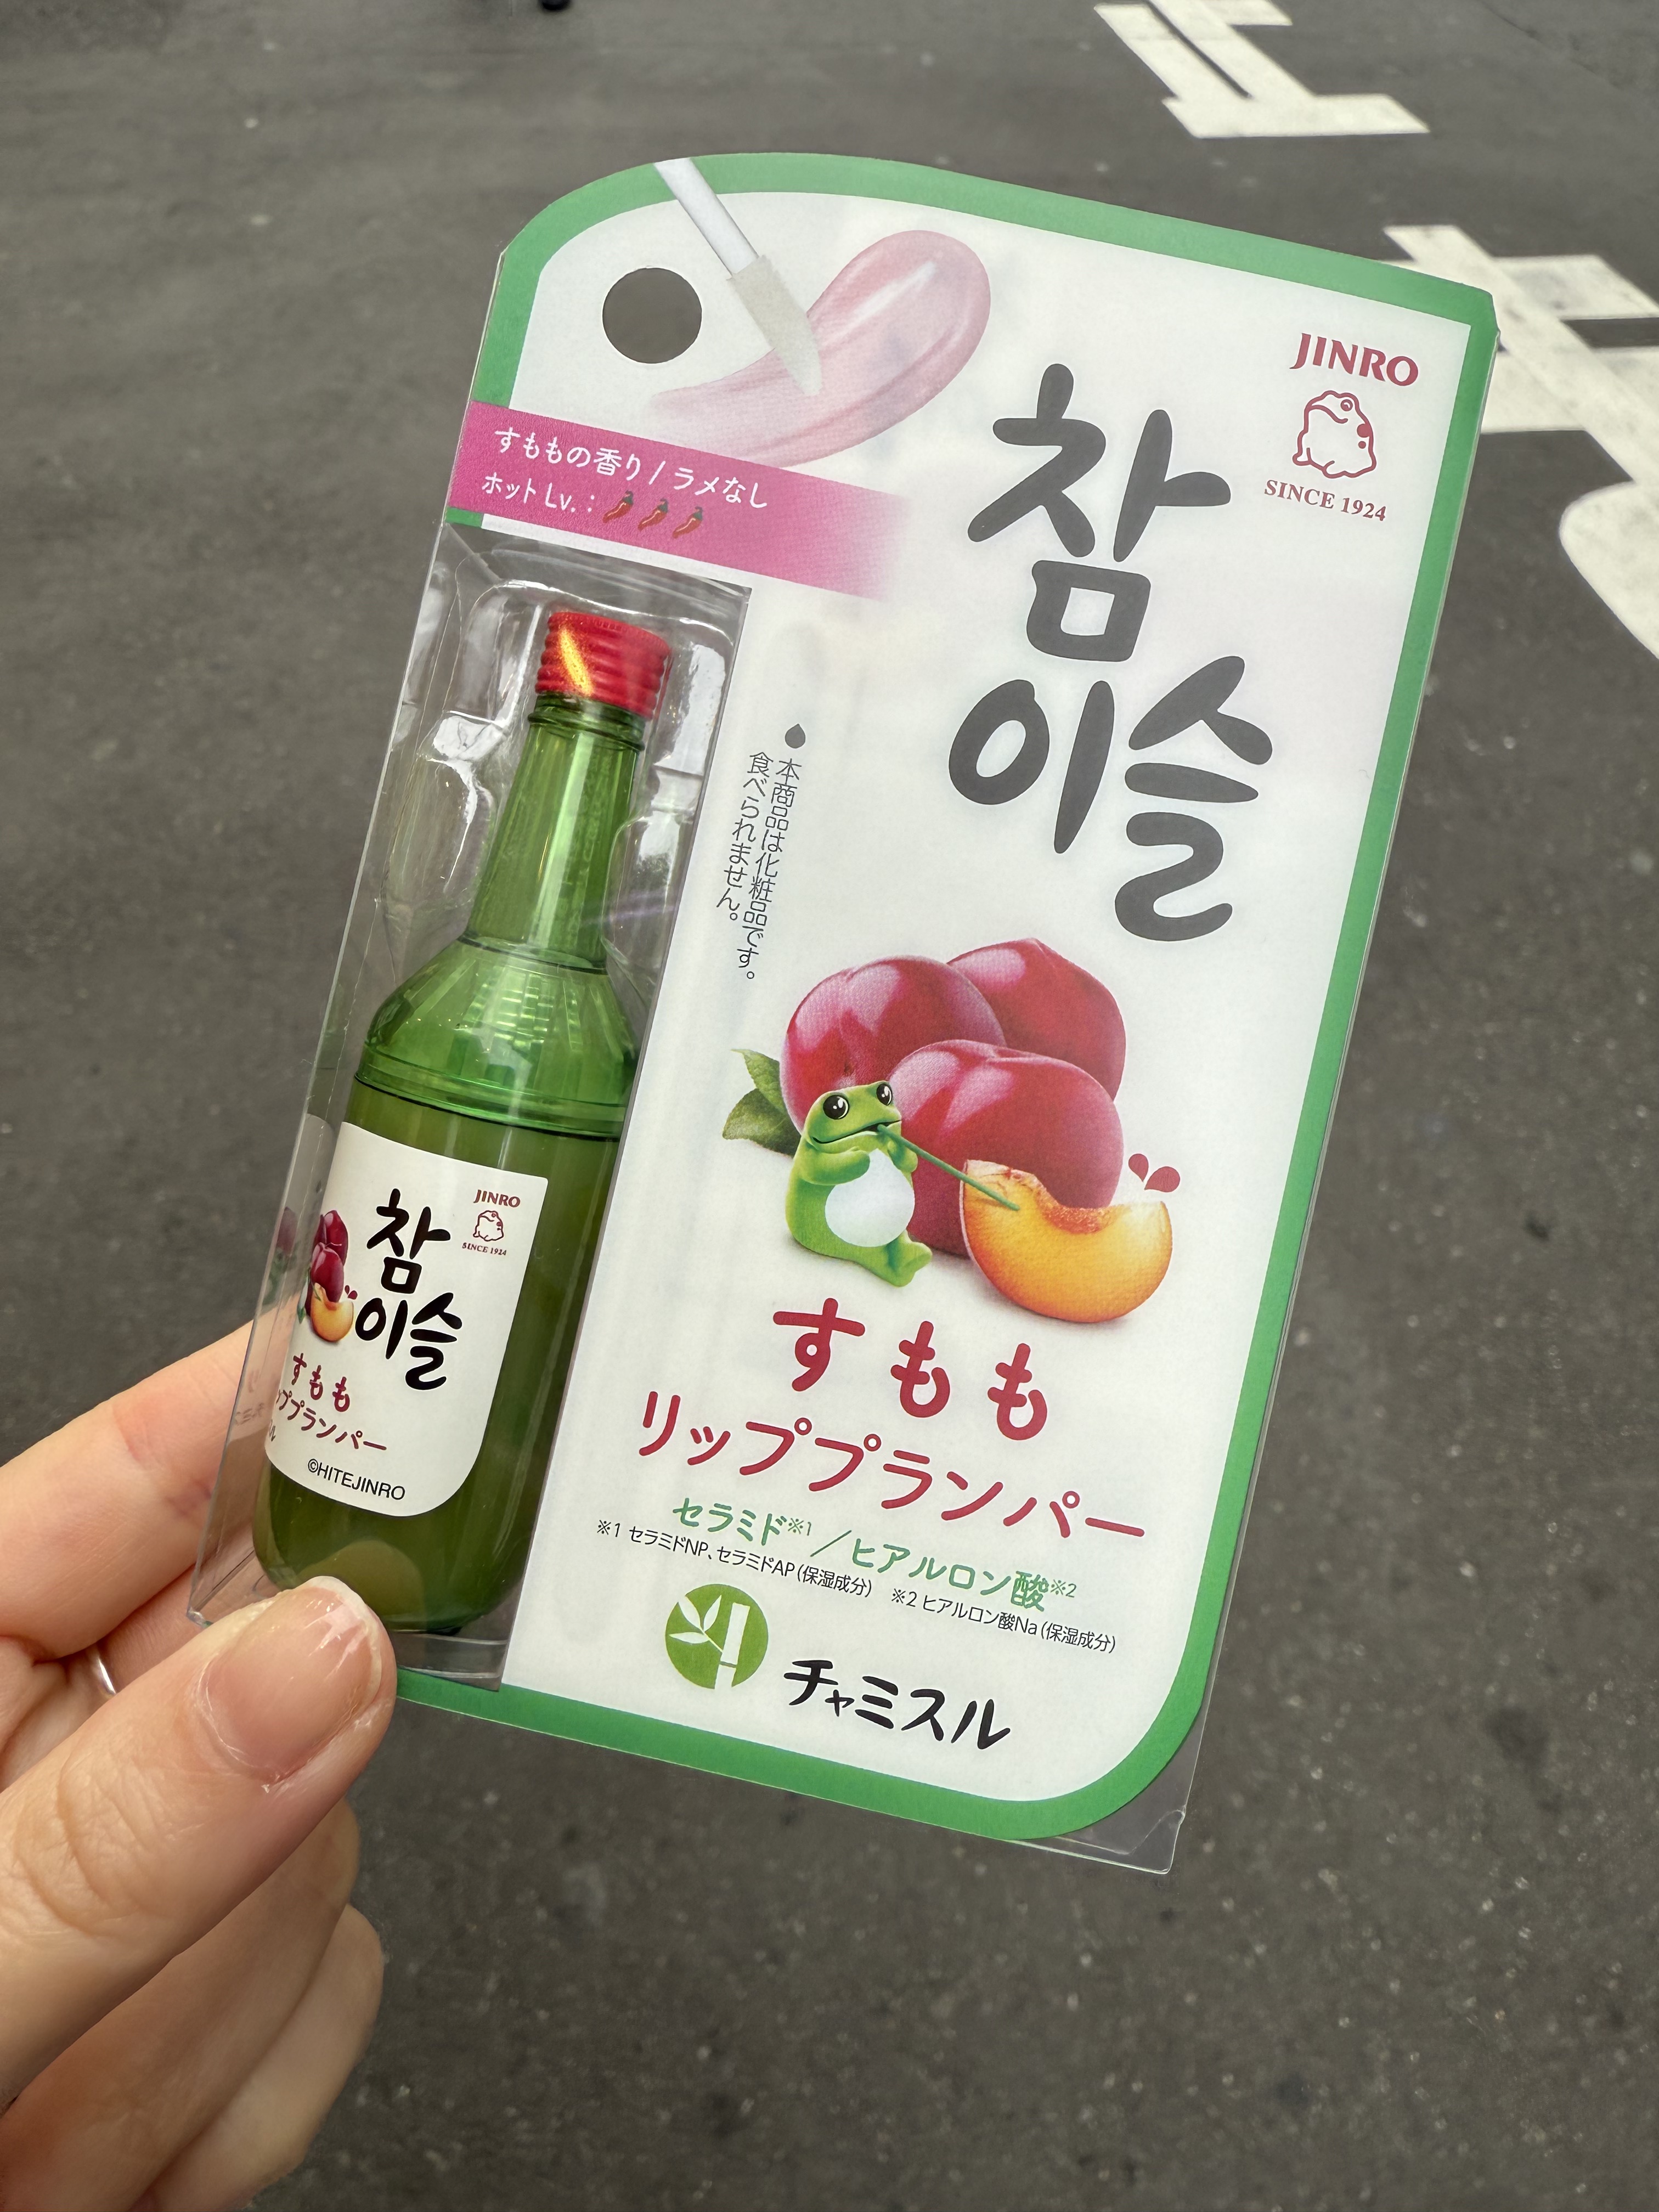 すももの香り / ラメなし
ホットLv.:
JINRO
SINCE 1924
참
이슬
●本商品は化粧品です。
食べられません。
すもも
リッププランパー
セラミド※1/ヒアルロン酸※2
※1 セラミドNP、セラミドAP(保湿成分) ※2 ヒアルロン酸Na(保湿成分)
チャミスル
JINRO
SINCE 1924
참
이슬
すもも
ッププランパー
©HITEJINRO